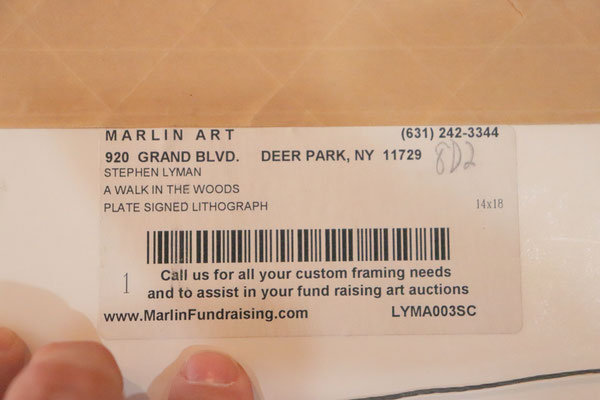 MARLIN ART (631) 242-3344
920 GRAND BLVD. DEER PARK, NY 11729 8D2
STEPHEN LYMAN
A WALK IN THE WOODS
PLATE SIGNED LITHOGRAPH 14x18
1 Call us for all your custom framing needs
and to assist in your fund raising art auctions
www.MarlinFundraising.com LYMA003SC